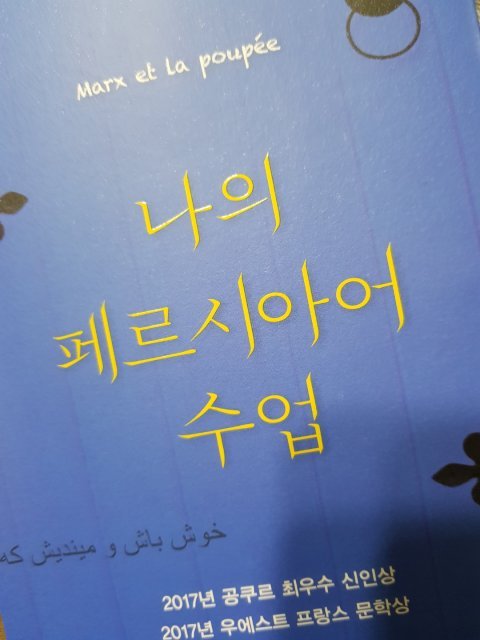 Marx et la poupée
나의
페르시아어
수업
خوش باش و میندیش که
2017년 공쿠르 최우수 신인상
2017년 우에스트 프랑스 문학상